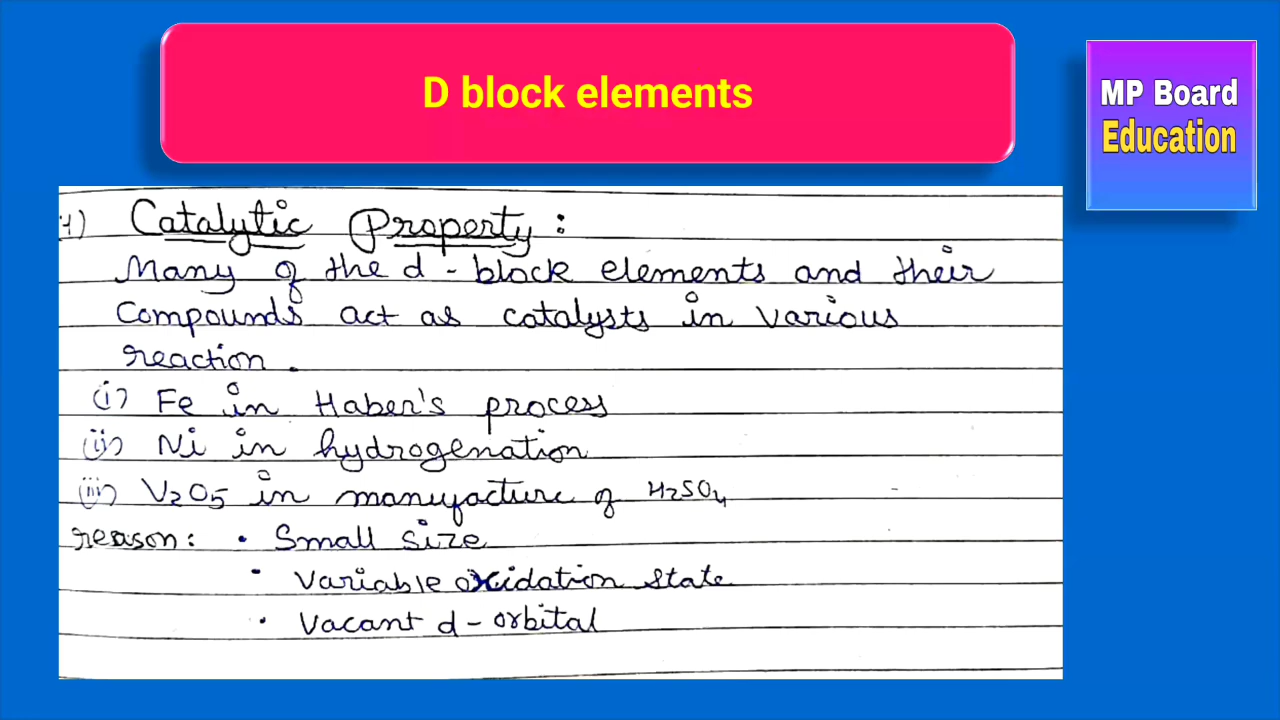 D block elements
MP Board
Education
Catalytic Property :
Many of the d - block elements and their
Compounds act as catalysts in various
reaction .
(i) Fe in Haber's process
(ii) Ni in hydrogenation
(iii) V2O5 in manufacture of H2SO4
reason: • Small size
• Variable oxidation state
• Vacant d - orbital